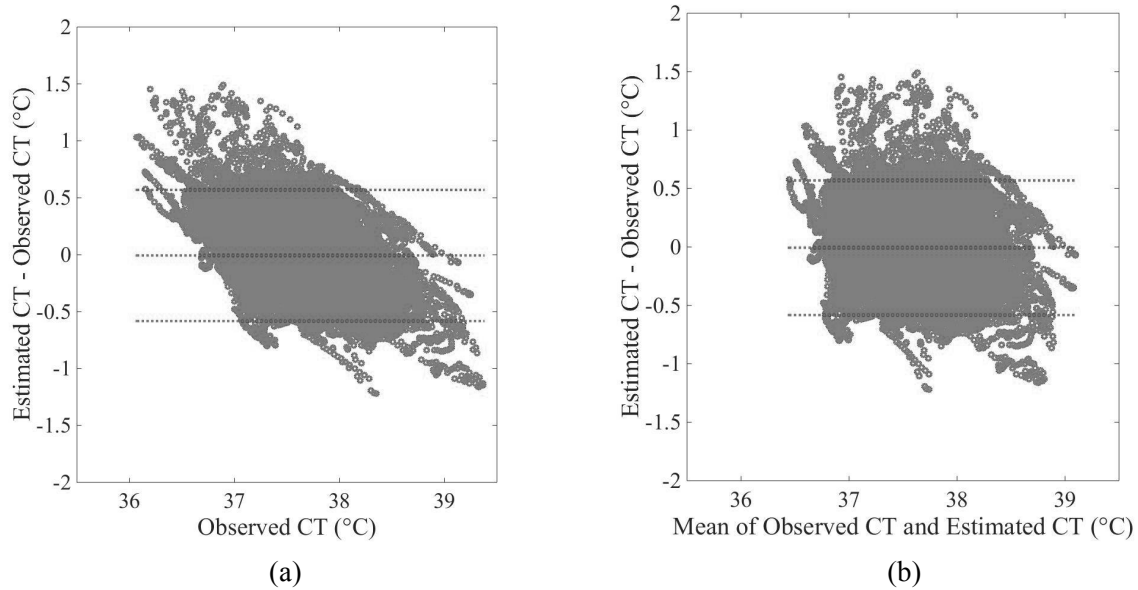 2
1.5
1
0.5
0
-0.5
-1
-1.5
-2
Estimated CT - Observed CT (°C)
36 37 38 39
Observed CT (°C)
(a)
2
1.5
1
0.5
0
-0.5
-1
-1.5
-2
Estimated CT - Observed CT (°C)
36 37 38 39
Mean of Observed CT and Estimated CT (°C)
(b)